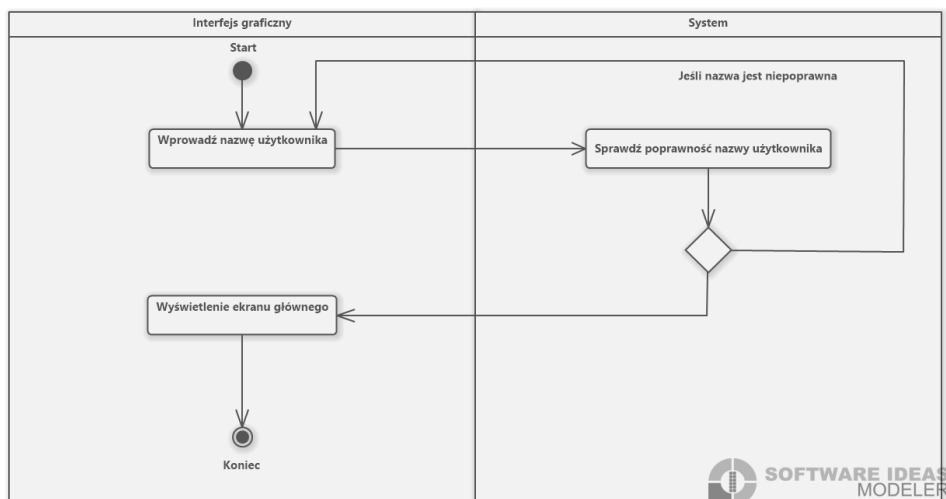 Interfejs graficzny
System
Start
Jeśli nazwa jest niepoprawna
Wprowadź nazwę użytkownika
Sprawdź poprawność nazwy użytkownika
Wyświetlenie ekranu głównego
Koniec
SOFTWARE IDEAS
MODELER